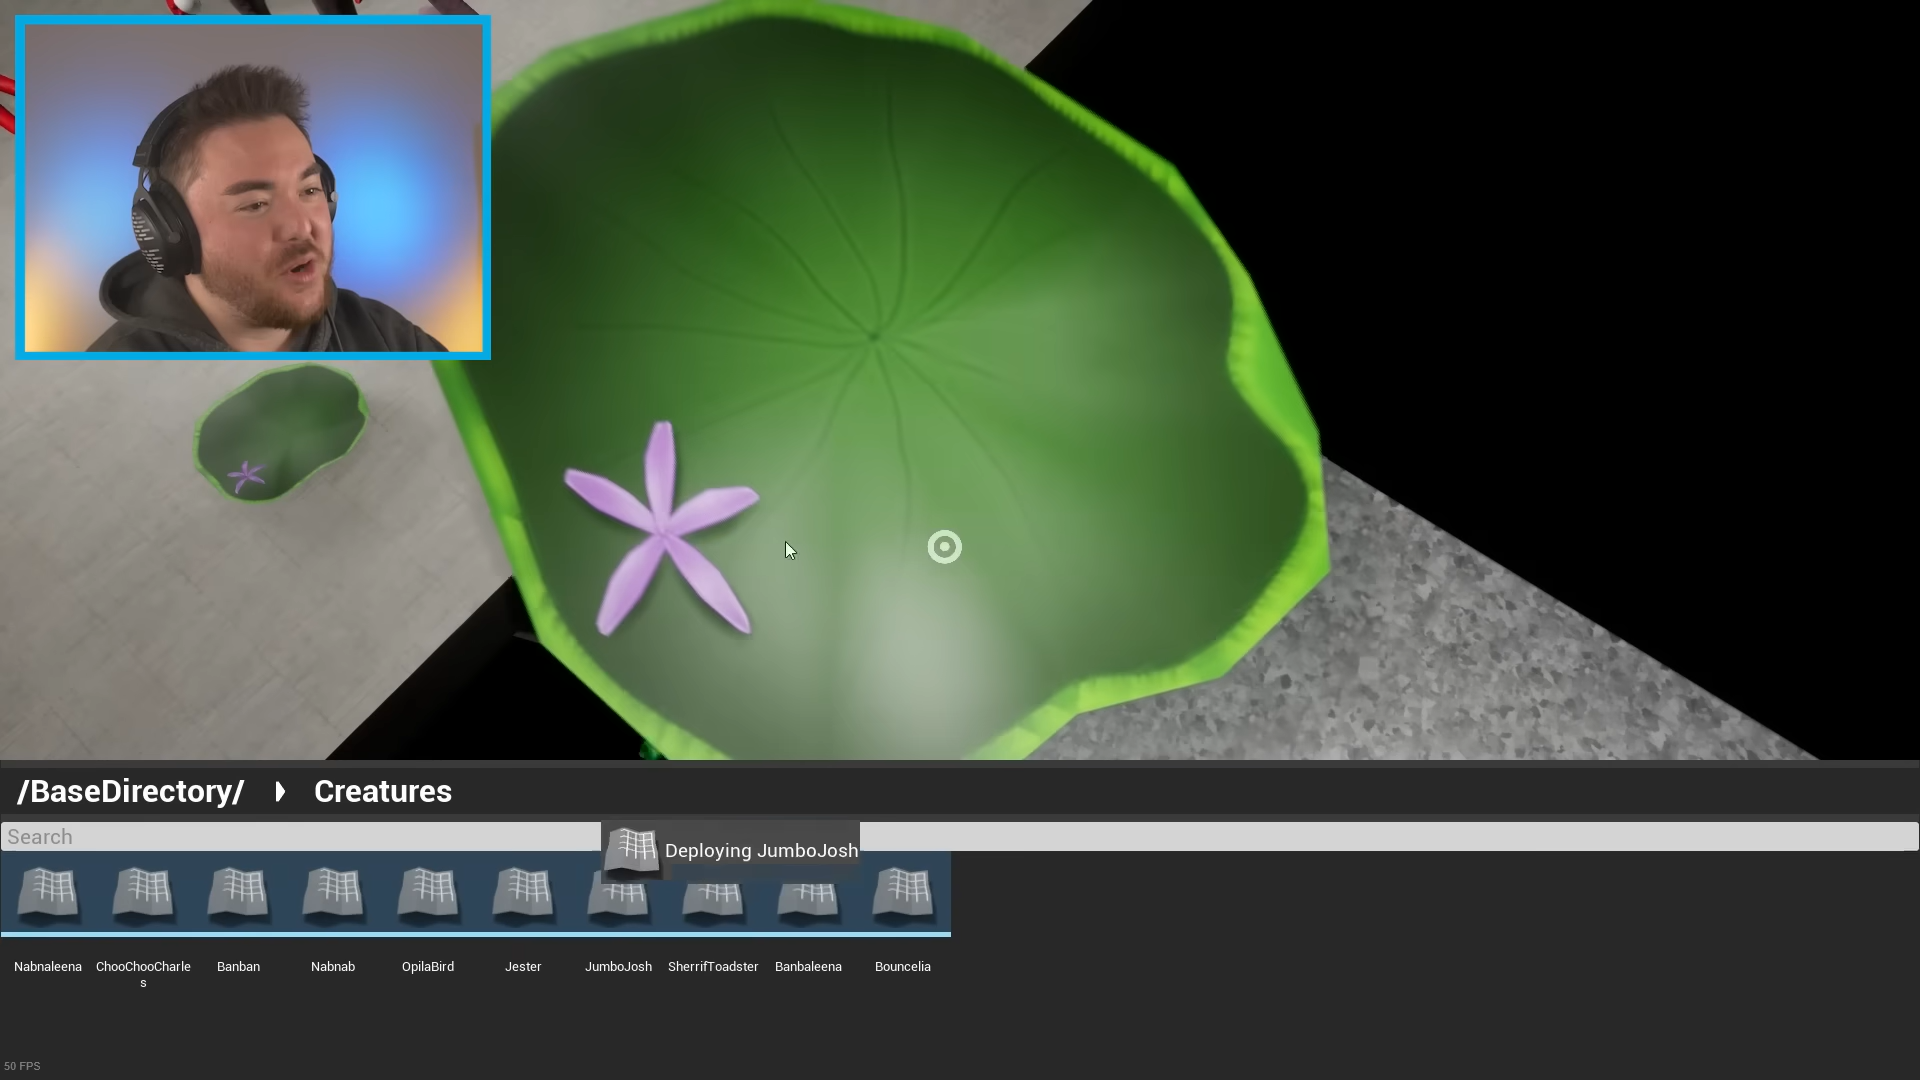 /BaseDirectory/ Creatures
Search
Deploying JumboJosh
Nabnaleena
ChooChooCharle
s
Banban
Nabnab
OpilaBird
Jester
JumboJosh
SherrifToadster
Banbaleena
Bouncelia
50 FPS